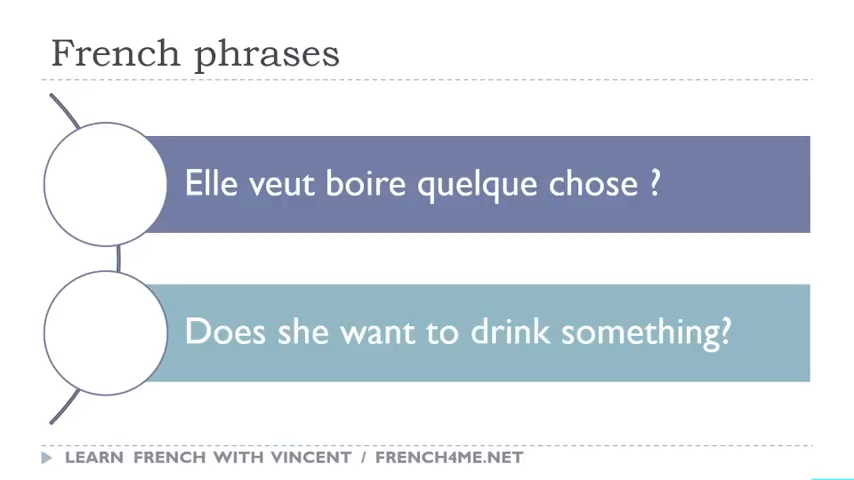 French phrases
Elle veut boire quelque chose ?
Does she want to drink something?
LEARN FRENCH WITH VINCENT / FRENCH4ME.NET